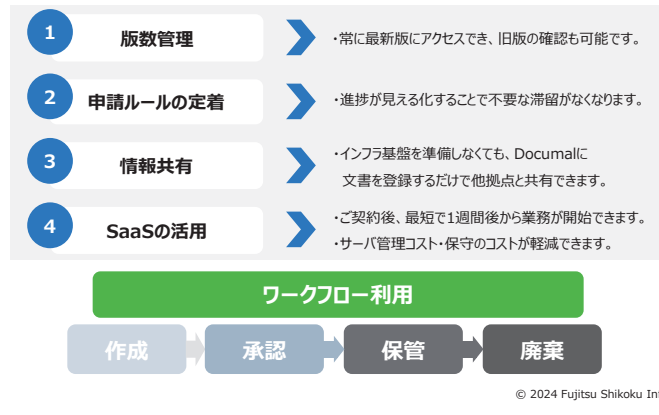 1 版数管理 ・常に最新版にアクセスでき、旧版の確認も可能です。
2 申請ルールの定着 ・進捗が見える化することで不要な滞留がなくなります。
3 情報共有 ・インフラ基盤を準備しなくても、Documalに
文書を登録するだけで他拠点と共有できます。
4 SaaSの活用 ・ご契約後、最短で1週間後から業務が開始できます。
・サーバ管理コスト・保守のコストが軽減できます。
ワークフロー利用
作成 承認 保管 廃棄
© 2024 Fujitsu Shikoku Inf